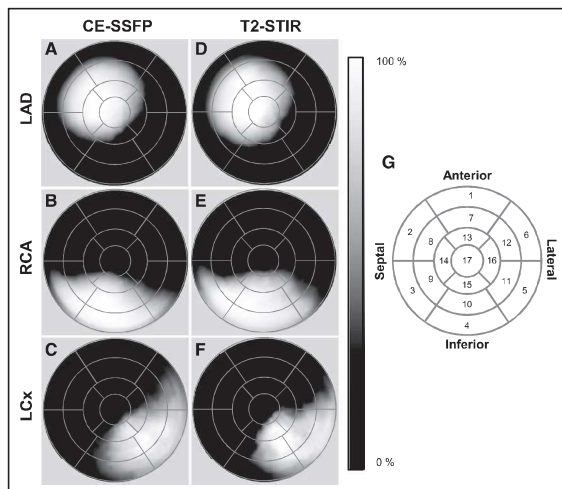 CE-SSFP
T2-STIR
A
D
LAD
100 %
B
E
RCA
C
F
LCx
0 %
G
Anterior
1
2
7
6
8
13
12
Septal
14
17
16
Lateral
3
9
15
11
5
10
4
Inferior